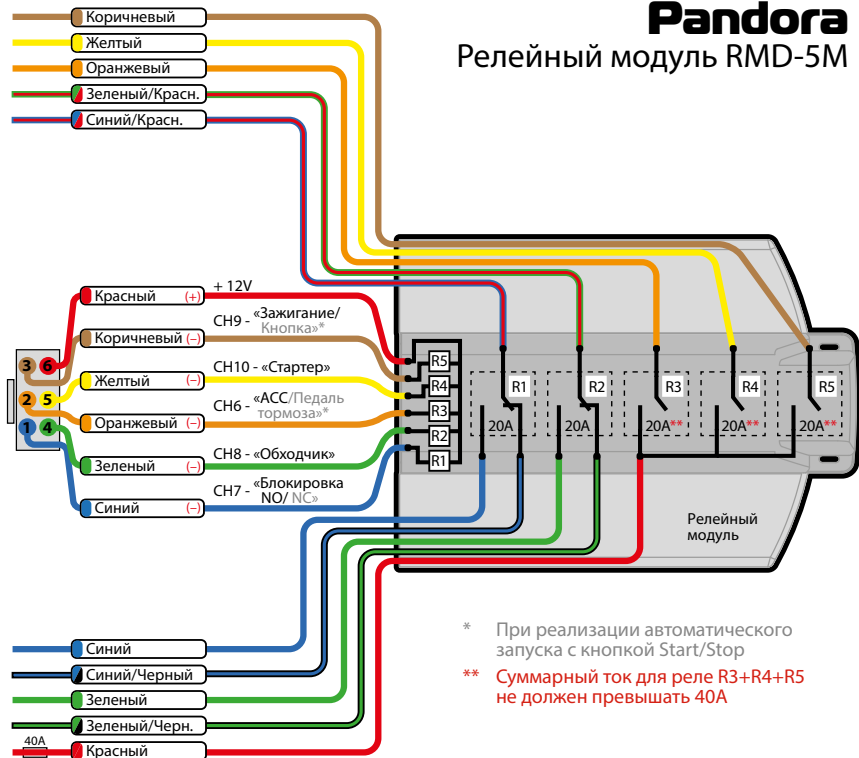 Pandora
Релейный модуль RMD-5M
Коричневый
Желтый
Оранжевый
Зеленый/Красн.
Синий/Красн.
Красный (+)
+ 12V
Коричневый (–)
CH9 - «Зажигание/
Кнопка»*
Желтый (–)
CH10 - «Стартер»
Оранжевый (–)
CH6 - «ACC/Педаль
тормоза»*
Зеленый (–)
CH8 - «Обходчик»
Синий (–)
CH7 - «Блокировка
NO/ NC»
3 6
2 5
1 4
R5
R4
R3
R2
R1
R1
R2
R3
R4
R5
20A
20A
20A**
20A**
20A**
Релейный
модуль
Синий
Синий/Черный
Зеленый
Зеленый/Черн.
40A
Красный
* При реализации автоматического
запуска с кнопкой Start/Stop
** Суммарный ток для реле R3+R4+R5
не должен превышать 40A